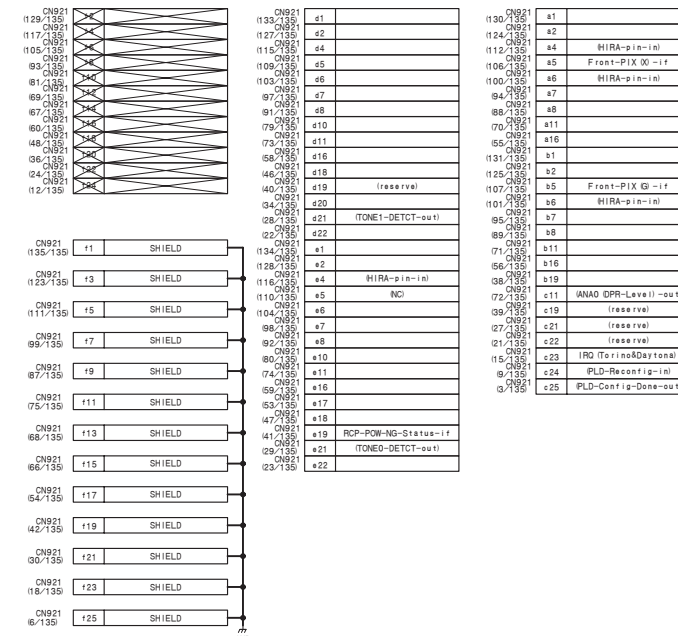 CN921
(129/135) f2
CN921
(117/135) f4
CN921
(105/135) f6
CN921
(93/135) f8
CN921
(81/135) f10
CN921
(69/135) f12
CN921
(67/135) f14
CN921
(60/135) f16
CN921
(48/135) f18
CN921
(36/135) f20
CN921
(24/135) f22
CN921
(12/135) f24
CN921
(135/135) f1 SHIELD
CN921
(123/135) f3 SHIELD
CN921
(111/135) f5 SHIELD
CN921
(99/135) f7 SHIELD
CN921
(87/135) f9 SHIELD
CN921
(75/135) f11 SHIELD
CN921
(68/135) f13 SHIELD
CN921
(66/135) f15 SHIELD
CN921
(54/135) f17 SHIELD
CN921
(42/135) f19 SHIELD
CN921
(30/135) f21 SHIELD
CN921
(18/135) f23 SHIELD
CN921
(6/135) f25 SHIELD
CN921
(133/135) d1
CN921
(127/135) d2
CN921
(115/135) d4
CN921
(109/135) d5
CN921
(103/135) d6
CN921
(97/135) d7
CN921
(91/135) d8
CN921
(79/135) d10
CN921
(73/135) d11
CN921
(58/135) d16
CN921
(46/135) d18
CN921
(40/135) d19 (reserve)
CN921
(34/135) d20
CN921
(28/135) d21 (TONE1-DETCT-out)
CN921
(22/135) d22
CN921
(134/135) e1
CN921
(128/135) e2
CN921
(116/135) e4 (HIRA-pin-in)
CN921
(110/135) e5 (NC)
CN921
(104/135) e6
CN921
(98/135) e7
CN921
(92/135) e8
CN921
(80/135) e10
CN921
(74/135) e11
CN921
(59/135) e16
CN921
(53/135) e17
CN921
(47/135) e18
CN921
(41/135) e19 RCP-POW-NG-Status-if
CN921
(29/135) e21 (TONE0-DETCT-out)
CN921
(23/135) e22
CN921
(130/135) a1
CN921
(124/135) a2
CN921
(112/135) a4 (HIRA-pin-in)
CN921
(106/135) a5 Front-PIX (X) -if
CN921
(100/135) a6 (HIRA-pin-in)
CN921
(94/135) a7
CN921
(88/135) a8
CN921
(70/135) a11
CN921
(55/135) a16
CN921
(131/135) b1
CN921
(125/135) b2
CN921
(107/135) b5 Front-PIX (G) -if
CN921
(101/135) b6 (HIRA-pin-in)
CN921
(95/135) b7
CN921
(89/135) b8
CN921
(71/135) b11
CN921
(56/135) b16
CN921
(38/135) b19
CN921
(72/135) c11 (ANA0 (DPR-Level) -out
CN921
(39/135) c19 (reserve)
CN921
(27/135) c21 (reserve)
CN921
(21/135) c22 (reserve)
CN921
(15/135) c23 IRQ (Torino&Daytona)
CN921
(9/135) c24 (PLD-Reconfig-in)
CN921
(3/135) c25 (PLD-Config-Done-out